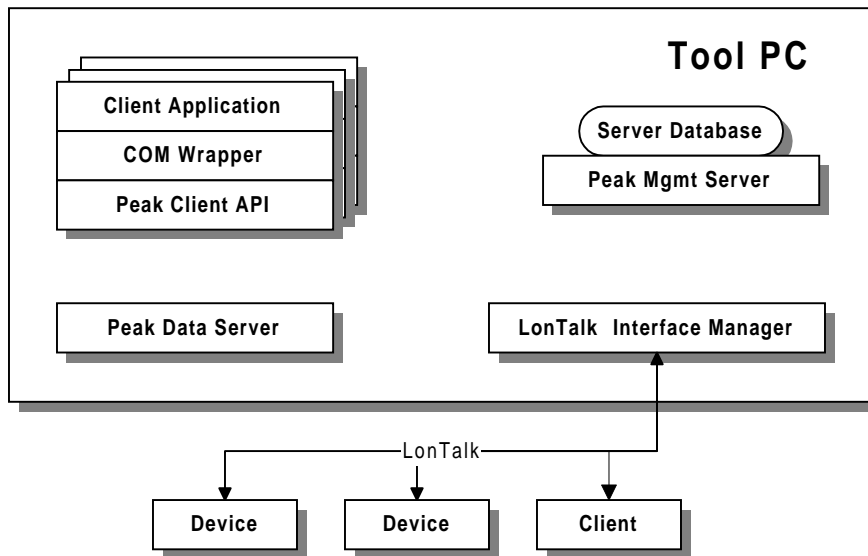 Tool PC
Client Application
COM Wrapper
Peak Client API
Server Database
Peak Mgmt Server
Peak Data Server
LonTalk Interface Manager
LonTalk
Device
Device
Client